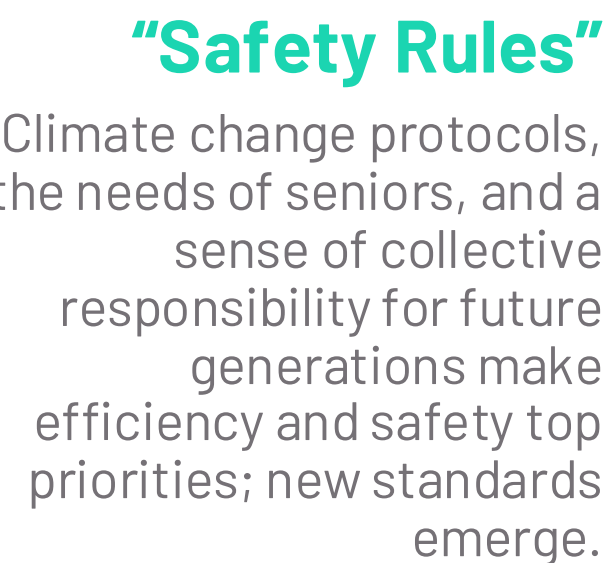 “Safety Rules”
Climate change protocols,
the needs of seniors, and a
sense of collective
responsibility for future
generations make
efficiency and safety top
priorities; new standards
emerge.